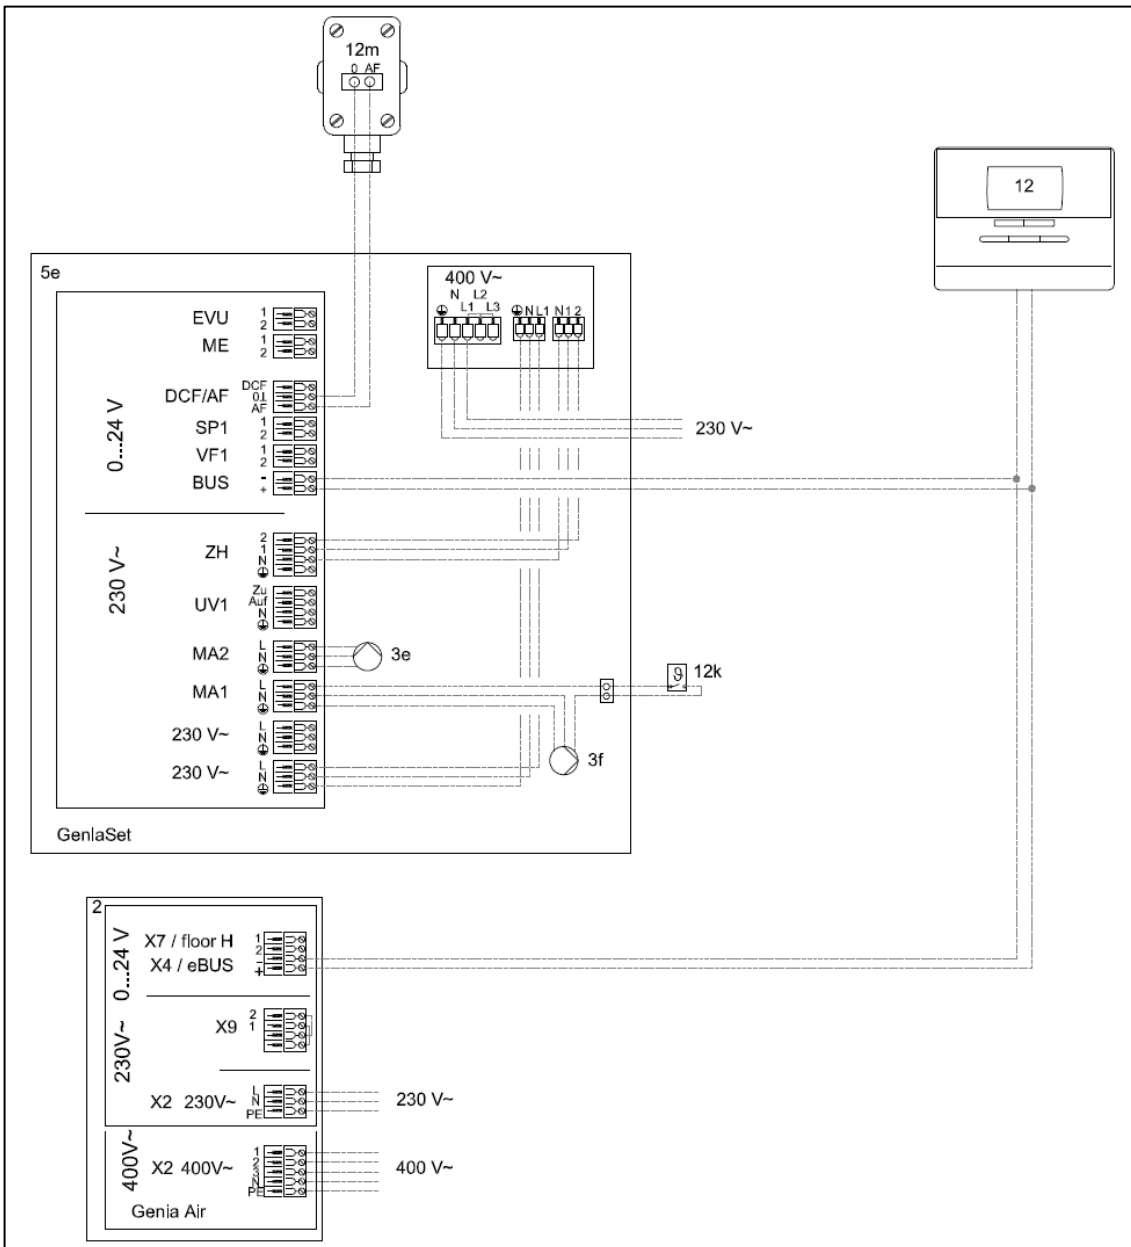 12m
0 AF
12
5e
400 V~
N L2
L1 L3
N L1 N 1 2
EVU 1
2
ME 1
2
0...24 V
DCF/AF DCF
0⊥
AF
SP1 1
2
VF1 1
2
BUS -
+
230 V~
230 V~
ZH 2
1
N
UV1 Zu
Auf
N
MA2 L
N
3e
MA1 L
N
12k
3f
230 V~ L
N
230 V~ L
N
GeniaSet
2
0...24 V
X7 / floor H 1
2
X4 / eBUS -
+
230V~
X9 2
1
X2 230V~ L
N
PE
230 V~
400V~
X2 400V~ 1
2
3
N
PE
400 V~
Genia Air